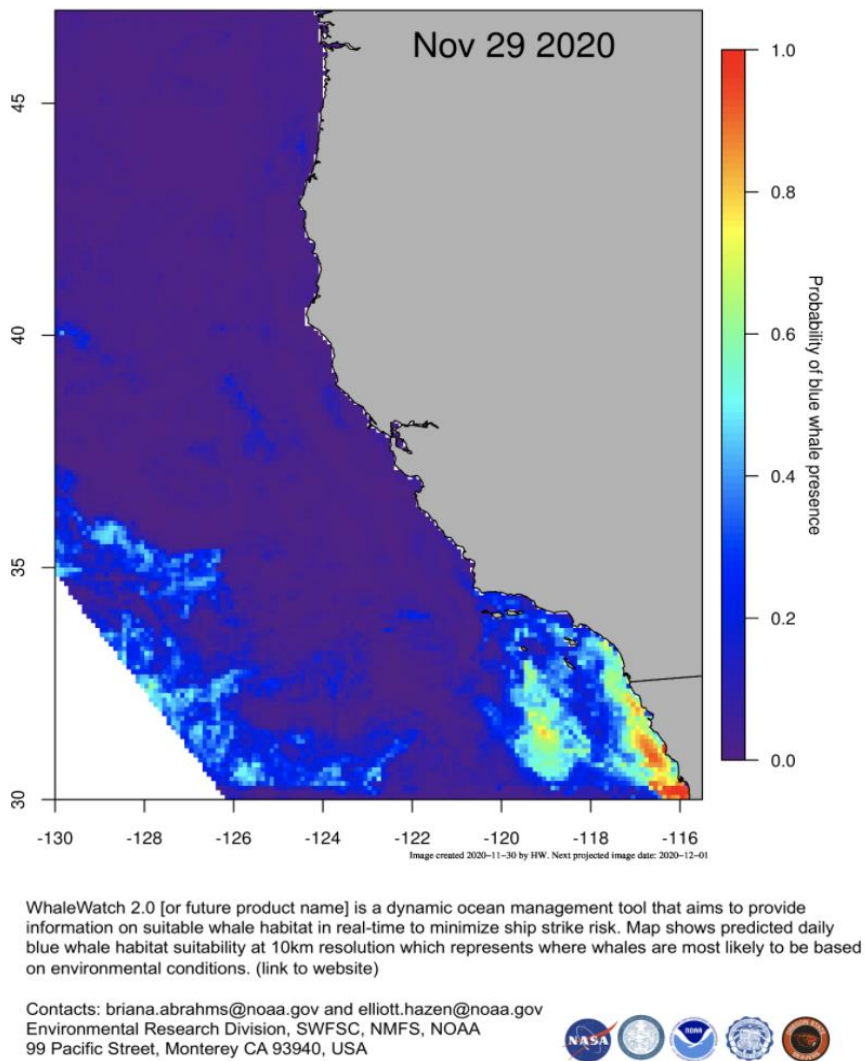 Nov 29 2020
1.0
0.8
0.6
0.4
0.2
0.0
Probability of blue whale presence
45
40
35
30
-130 -128 -126 -124 -122 -120 -118 -116
Image created 2020-11-30 by HW. Next projected image date: 2020-12-01
WhaleWatch 2.0 [or future product name] is a dynamic ocean management tool that aims to provide
information on suitable whale habitat in real-time to minimize ship strike risk. Map shows predicted daily
blue whale habitat suitability at 10km resolution which represents where whales are most likely to be based
on environmental conditions. (link to website)
Contacts: briana.abrahms@noaa.gov and elliott.hazen@noaa.gov
Environmental Research Division, SWFSC, NMFS, NOAA
99 Pacific Street, Monterey CA 93940, USA
NASA